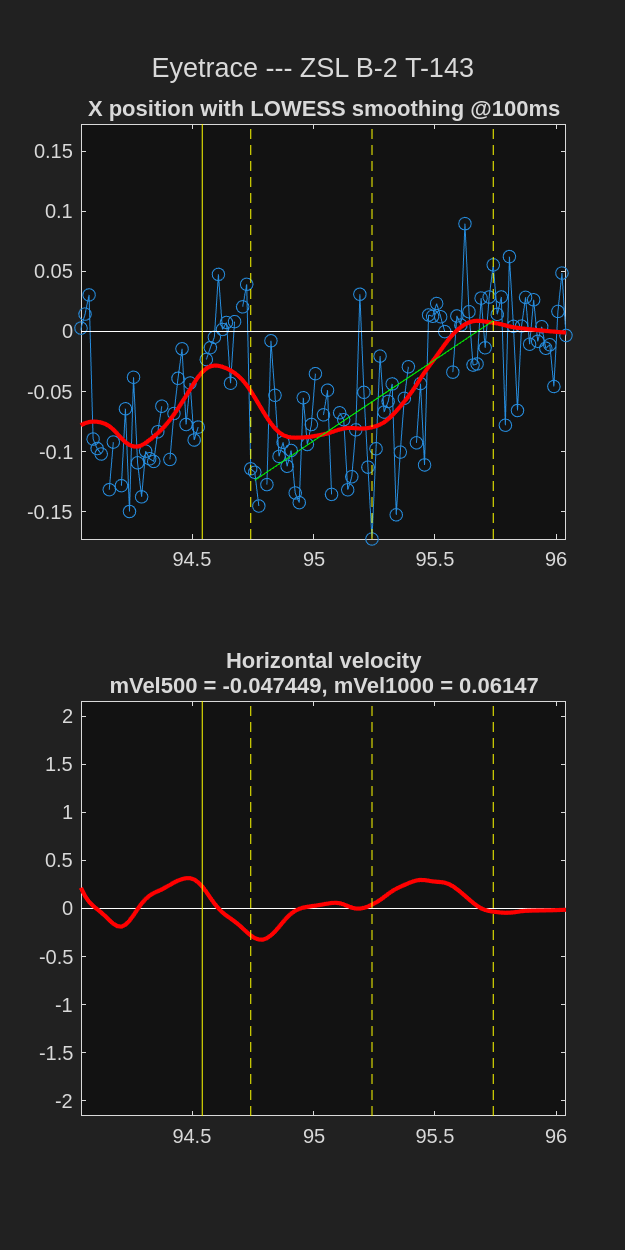 Eyetrace --- ZSL B-2 T-143
X position with LOWESS smoothing @100ms
0.15
0.1
0.05
0
-0.05
-0.1
-0.15
94.5 95 95.5 96
Horizontal velocity
mVel500 = -0.047449, mVel1000 = 0.06147
2
1.5
1
0.5
0
-0.5
-1
-1.5
-2
94.5 95 95.5 96